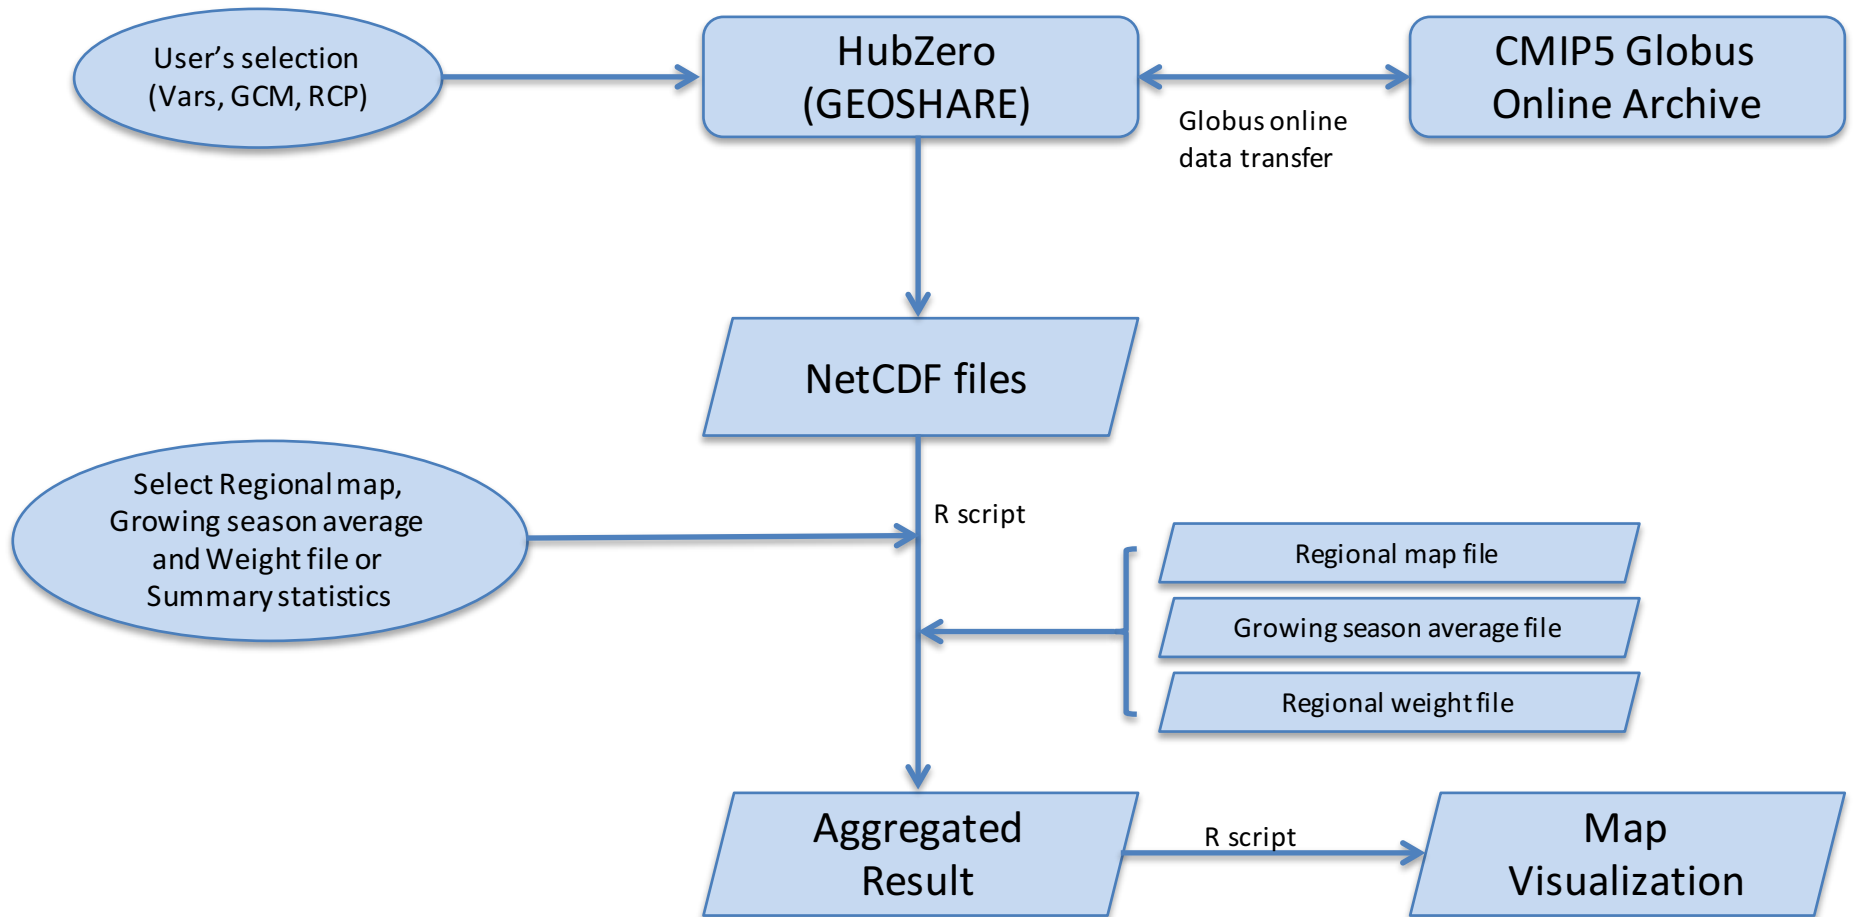 User’s selection
(Vars, GCM, RCP)
HubZero
(GEOSHARE)
CMIP5 Globus
Online Archive
Globus online
data transfer
NetCDF files
Select Regional map,
Growing season average
and Weight file or
Summary statistics
R script
Regional map file
Growing season average file
Regional weight file
Aggregated
Result
R script
Map
Visualization